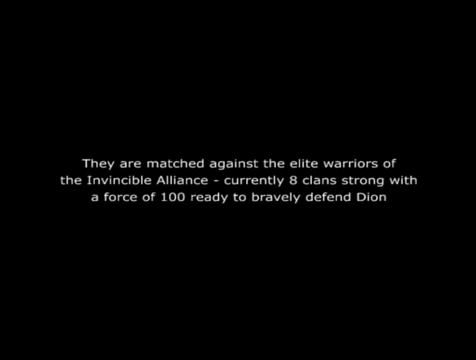 They are matched against the elite warriors of
the Invincible Alliance - currently 8 clans strong with
a force of 100 ready to bravely defend Dion